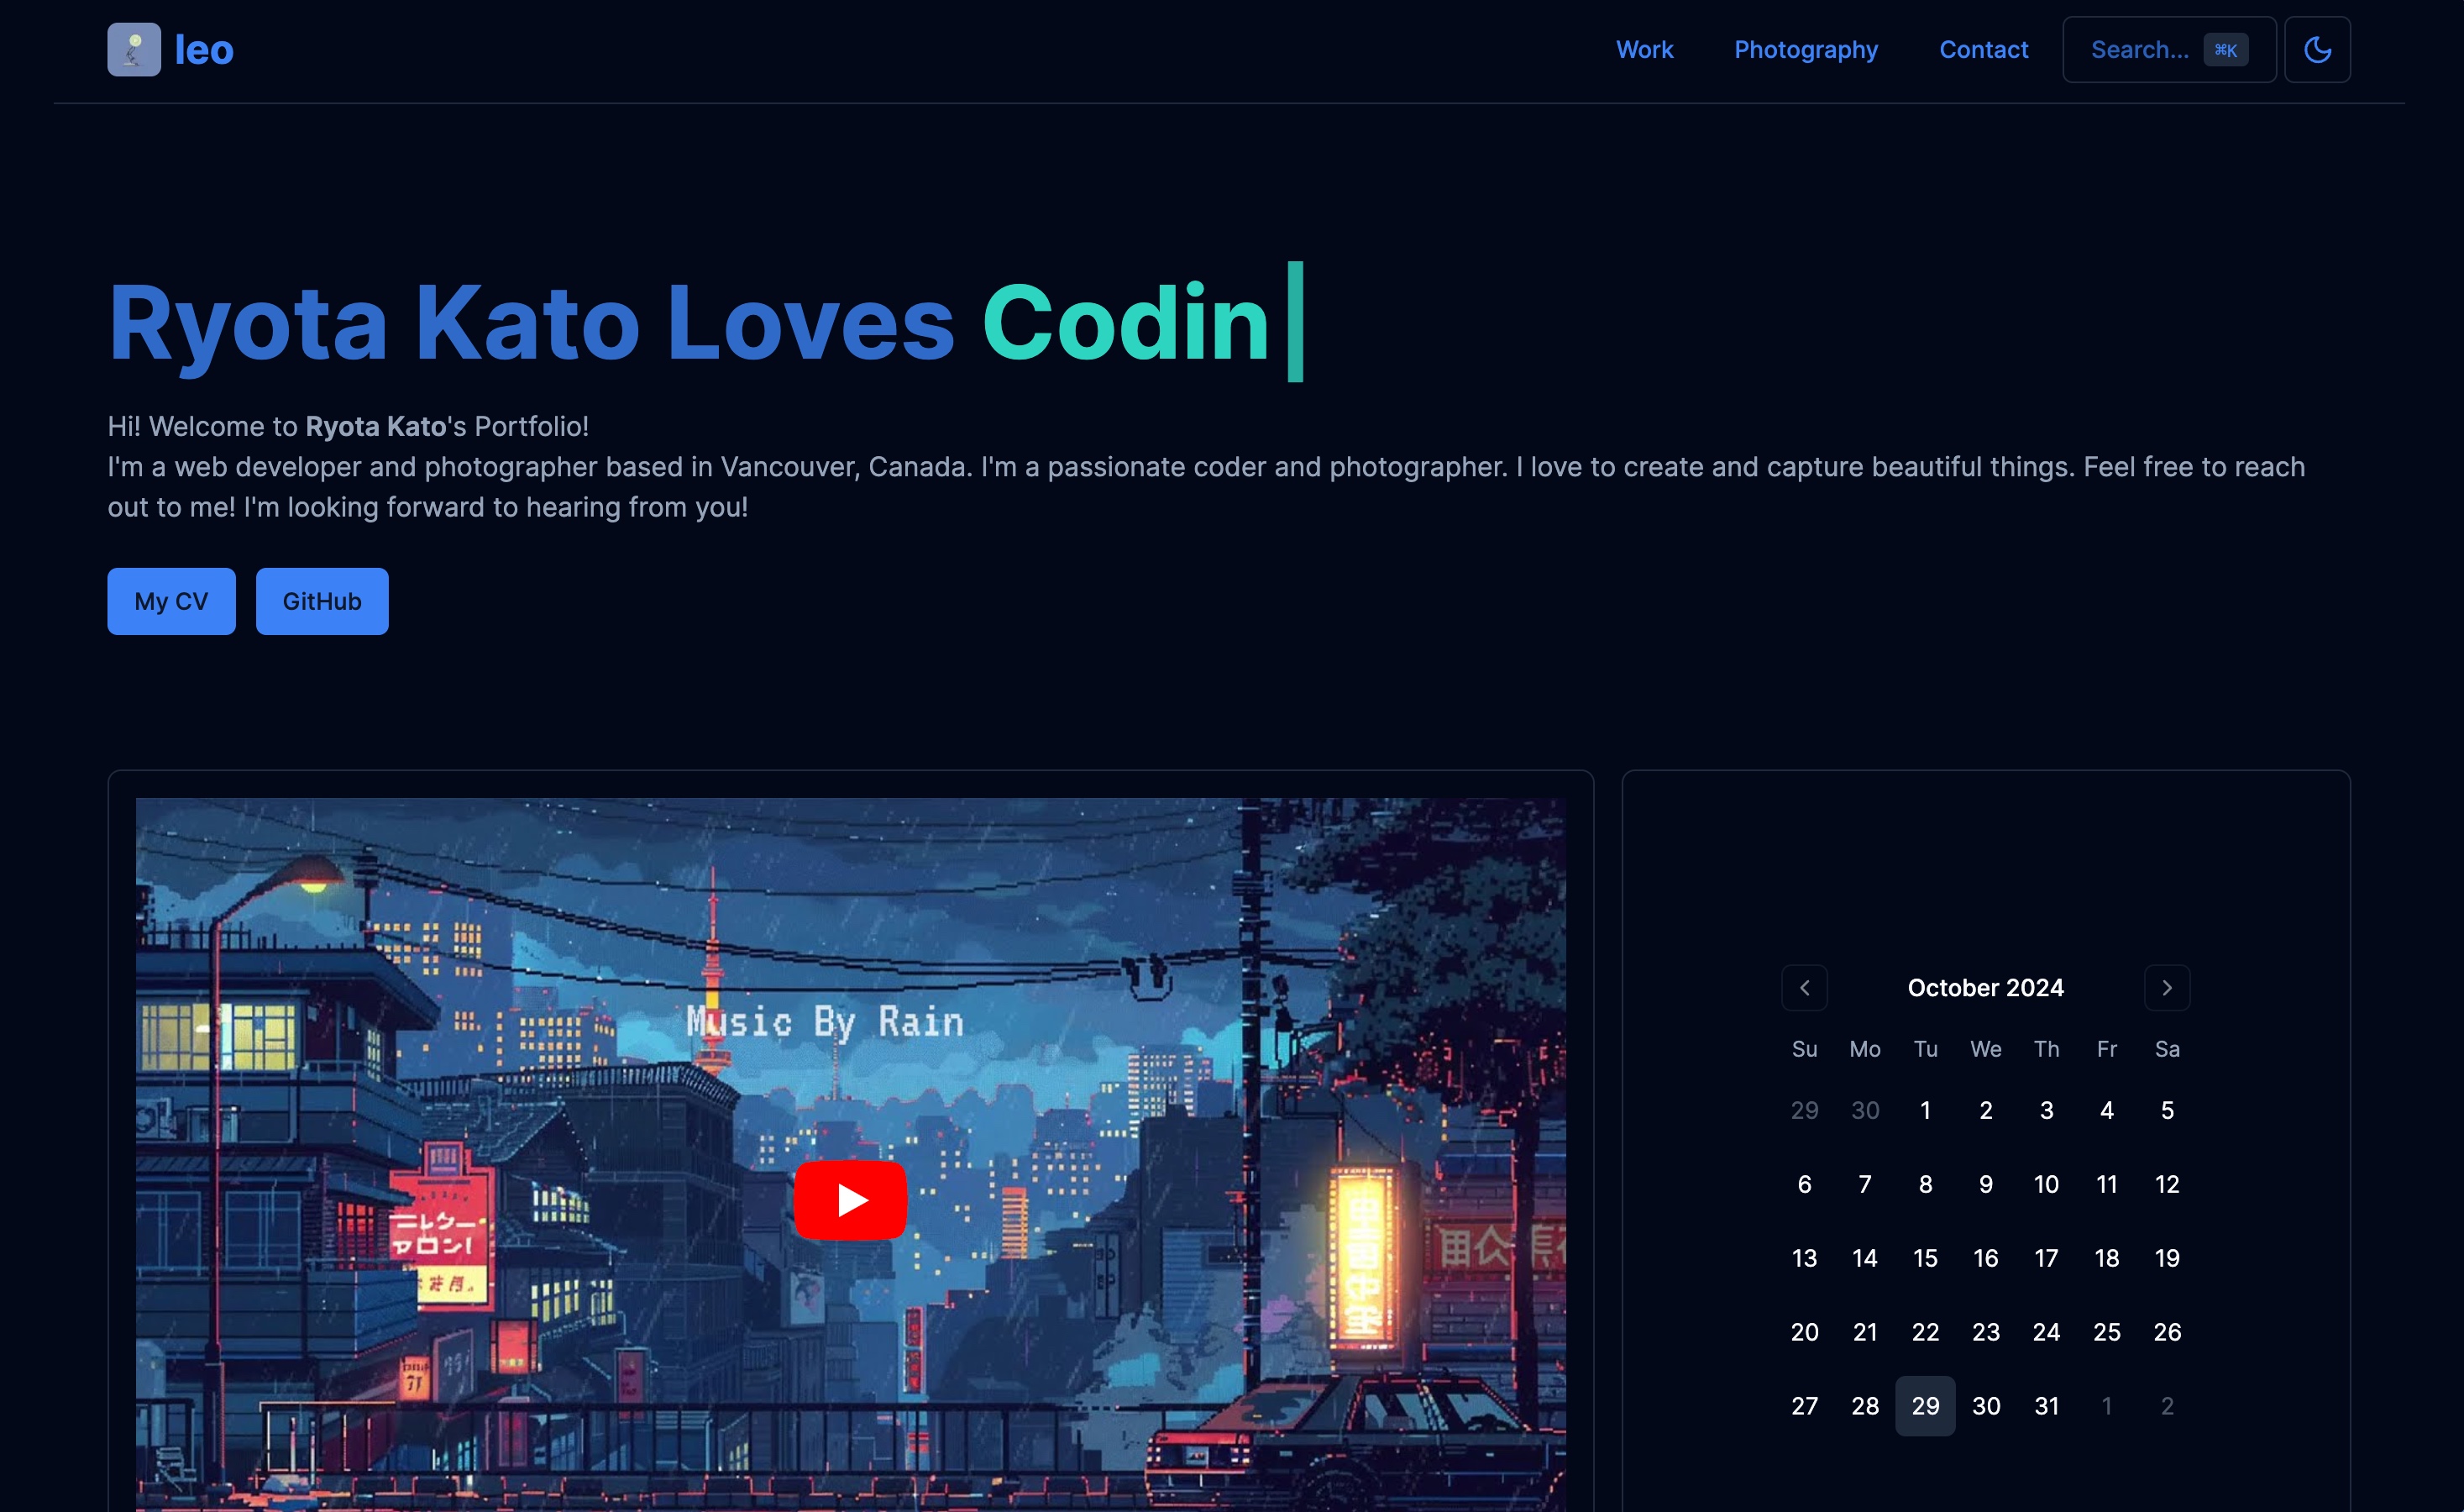 leo
Work Photography Contact Search... ⌘K
Ryota Kato Loves Codin
Hi! Welcome to Ryota Kato's Portfolio!
I'm a web developer and photographer based in Vancouver, Canada. I'm a passionate coder and photographer. I love to create and capture beautiful things. Feel free to reach
out to me! I'm looking forward to hearing from you!
My CV GitHub
Music By Rain
October 2024
Su Mo Tu We Th Fr Sa
29 30 1 2 3 4 5
6 7 8 9 10 11 12
13 14 15 16 17 18 19
20 21 22 23 24 25 26
27 28 29 30 31 1 2